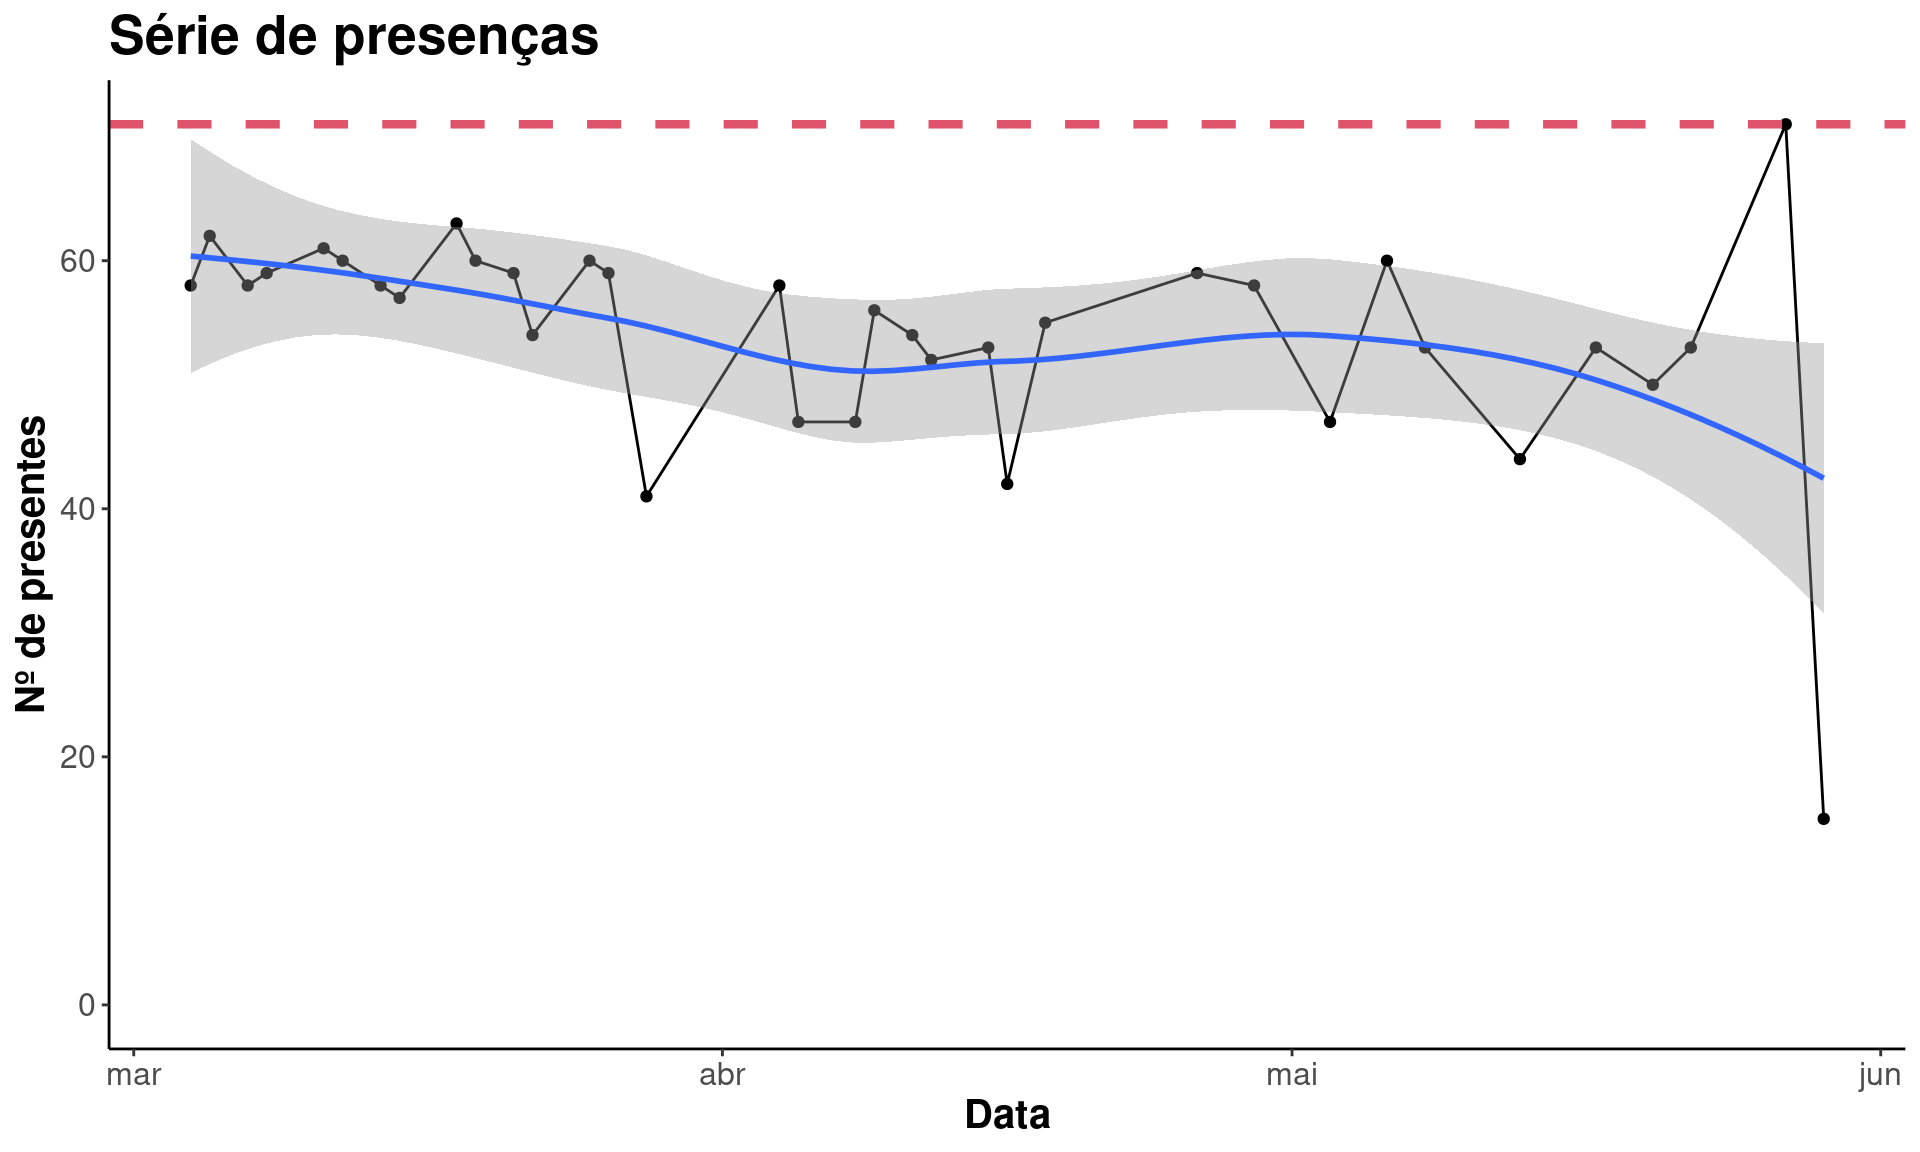 Série de presenças
Nº de presentes
60
40
20
0
mar
abr
mai
jun
Data